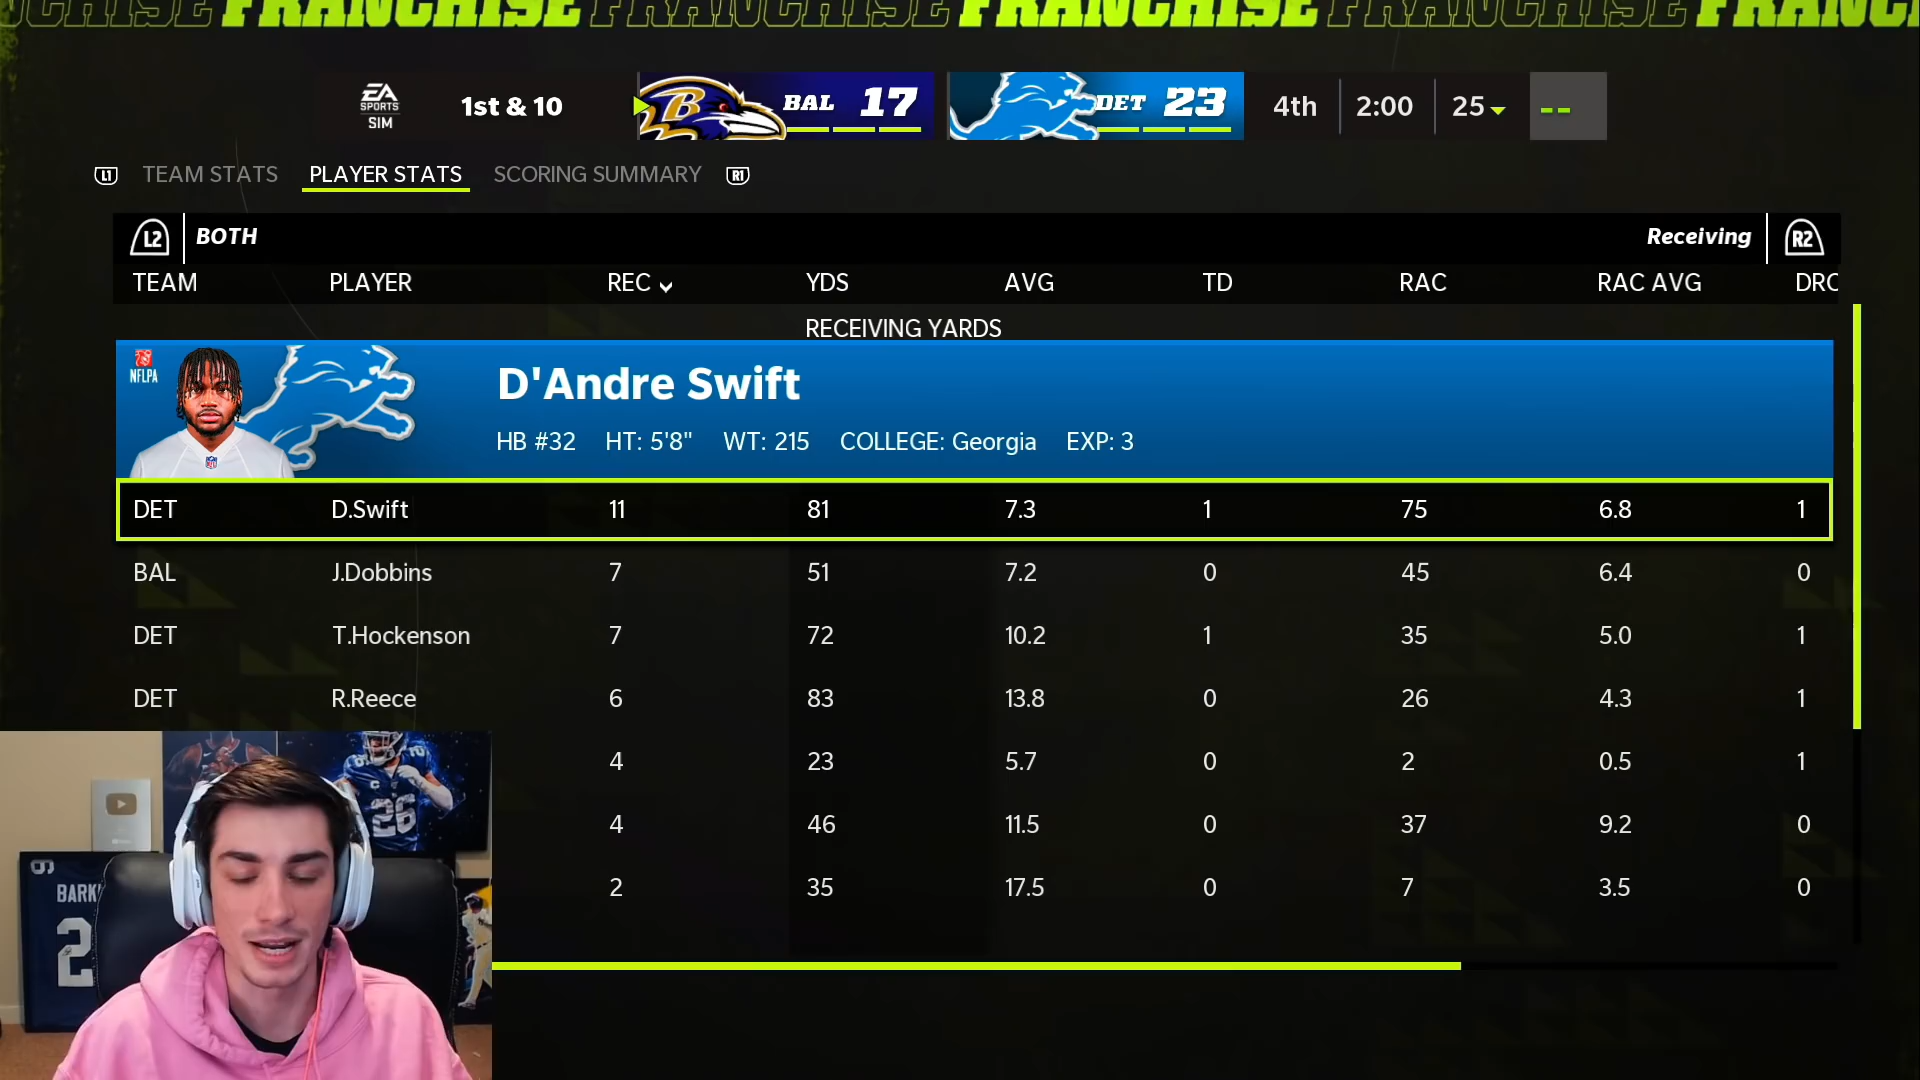 FRANCHISE FRANCHISE FRANCHISE FRANCHISE FRANCHISE
EA SPORTS SIM 1st & 10 BAL 17 DET 23 4th 2:00 25 --
L1 TEAM STATS PLAYER STATS SCORING SUMMARY R1
L2 BOTH Receiving R2
TEAM PLAYER REC YDS AVG TD RAC RAC AVG DRO
RECEIVING YARDS
NFLPA
D'Andre Swift
HB #32 HT: 5'8" WT: 215 COLLEGE: Georgia EXP: 3
DET D.Swift 11 81 7.3 1 75 6.8 1
BAL J.Dobbins 7 51 7.2 0 45 6.4 0
DET T.Hockenson 7 72 10.2 1 35 5.0 1
DET R.Reece 6 83 13.8 0 26 4.3 1
4 23 5.7 0 2 0.5 1
4 46 11.5 0 37 9.2 0
2 35 17.5 0 7 3.5 0
26
BARK
2